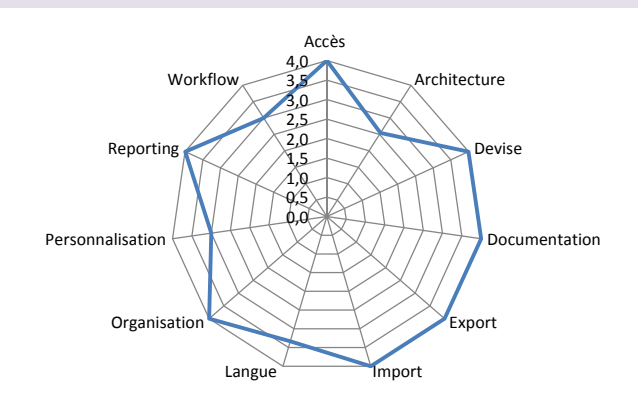 Accès
4,0
3,5
3,0
2,5
2,0
1,5
1,0
0,5
0,0
Architecture
Devise
Documentation
Export
Import
Langue
Organisation
Personnalisation
Reporting
Workflow